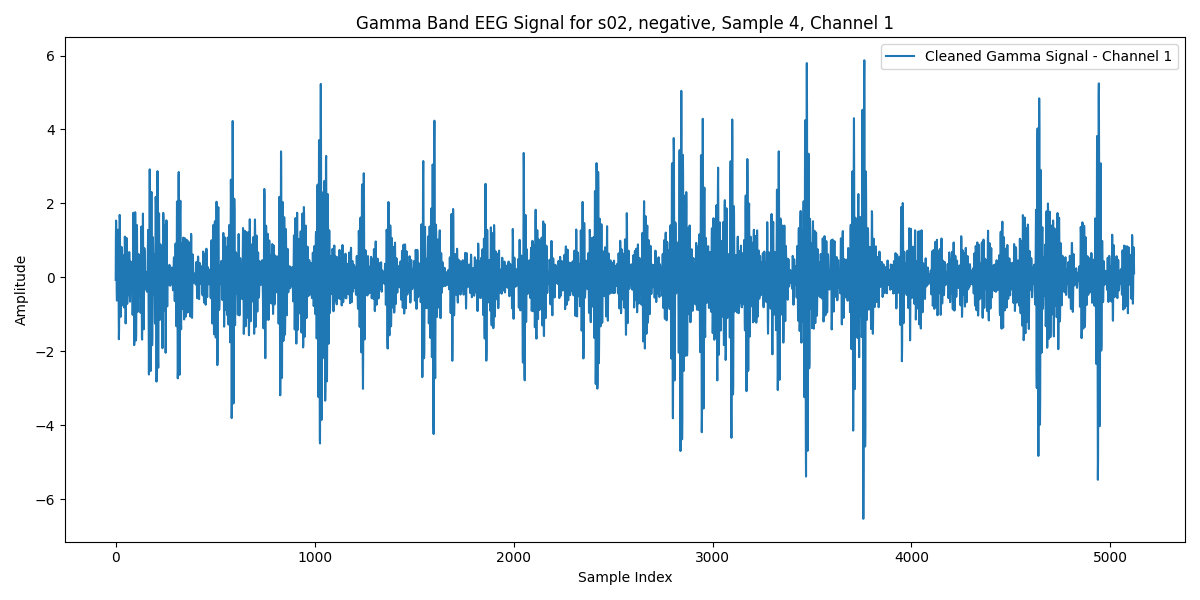 Gamma Band EEG Signal for s02, negative, Sample 4, Channel 1
Cleaned Gamma Signal - Channel 1
Amplitude
6
4
2
0
−2
−4
−6
0 1000 2000 3000 4000 5000
Sample Index